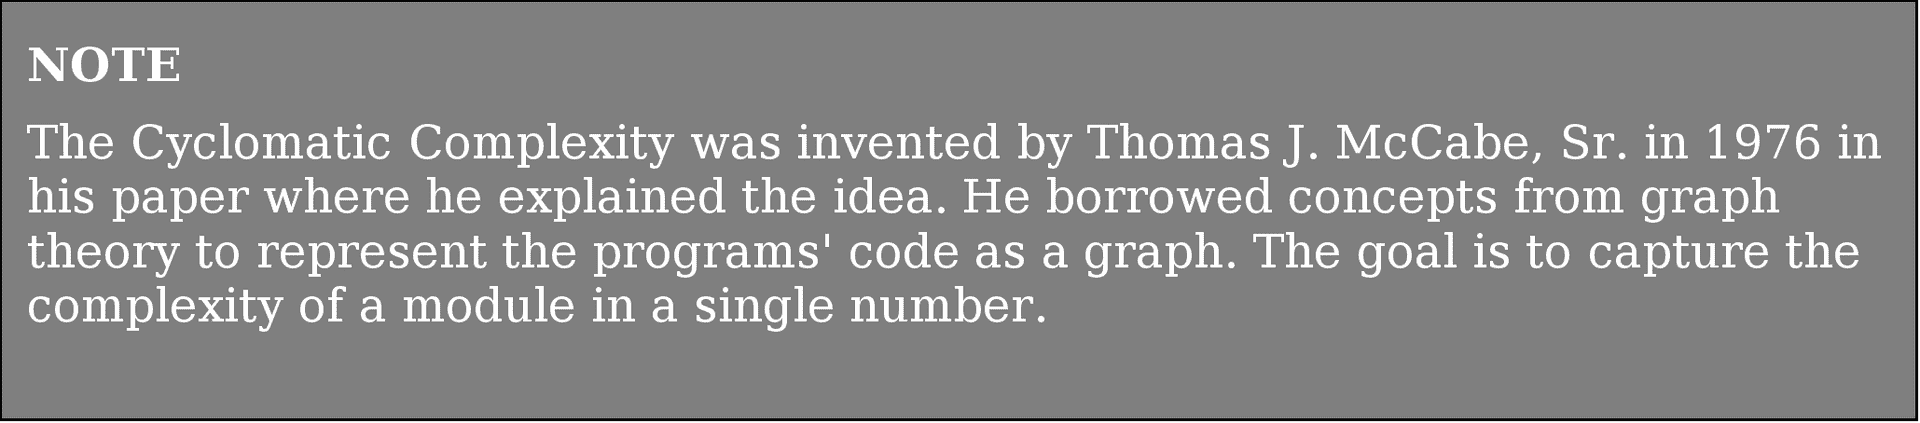 NOTE
The Cyclomatic Complexity was invented by Thomas J. McCabe, Sr. in 1976 in
his paper where he explained the idea. He borrowed concepts from graph
theory to represent the programs' code as a graph. The goal is to capture the
complexity of a module in a single number.